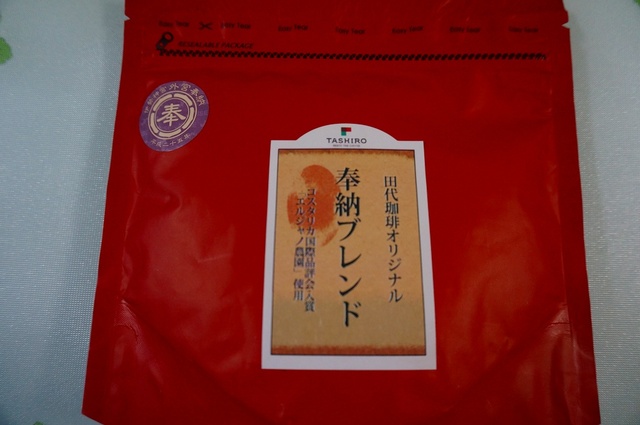 RESEALABLE PACKAGE
奉
TASHIRO
田代珈琲オリジナル
奉納ブレンド
コスタリカ国際品評会入賞
「エルジャノ農園」使用